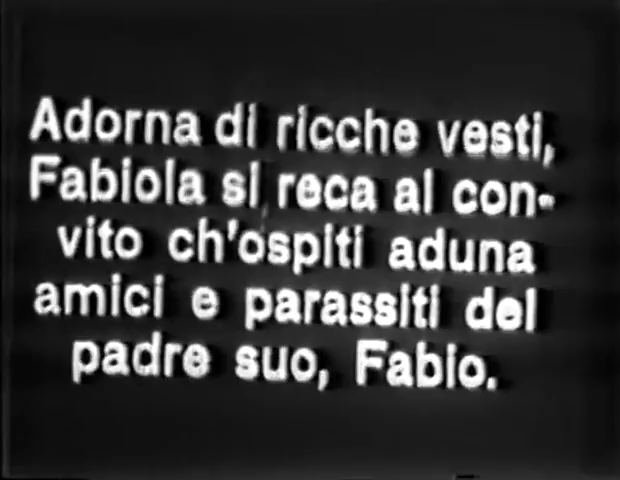 Adorna di ricche vesti,
Fabiola si reca al con-
vito ch'ospiti aduna
amici e parassiti del
padre suo, Fabio.